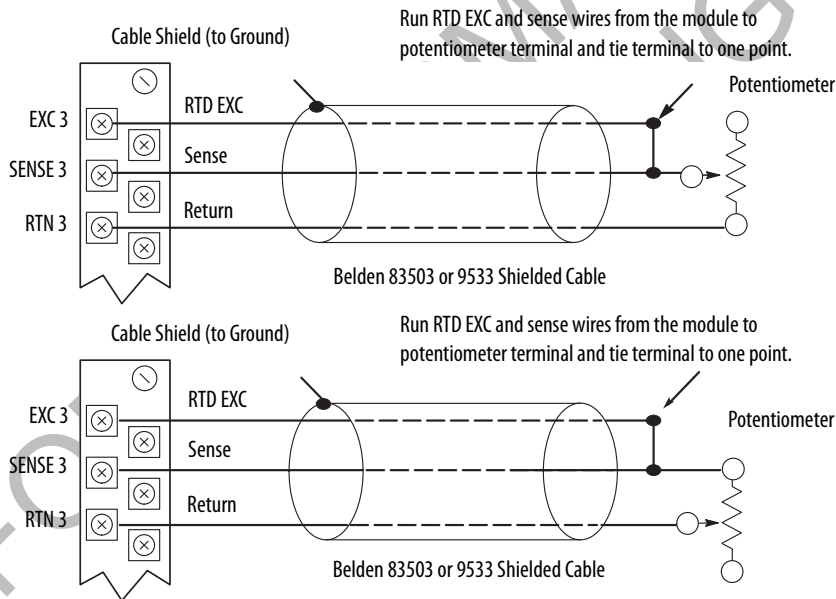 Run RTD EXC and sense wires from the module to
potentiometer terminal and tie terminal to one point.
Cable Shield (to Ground)
Potentiometer
RTD EXC
EXC 3
Sense
SENSE 3
Return
RTN 3
Belden 83503 or 9533 Shielded Cable
Run RTD EXC and sense wires from the module to
potentiometer terminal and tie terminal to one point.
Cable Shield (to Ground)
RTD EXC
EXC 3
Potentiometer
Sense
SENSE 3
Return
RTN 3
Belden 83503 or 9533 Shielded Cable